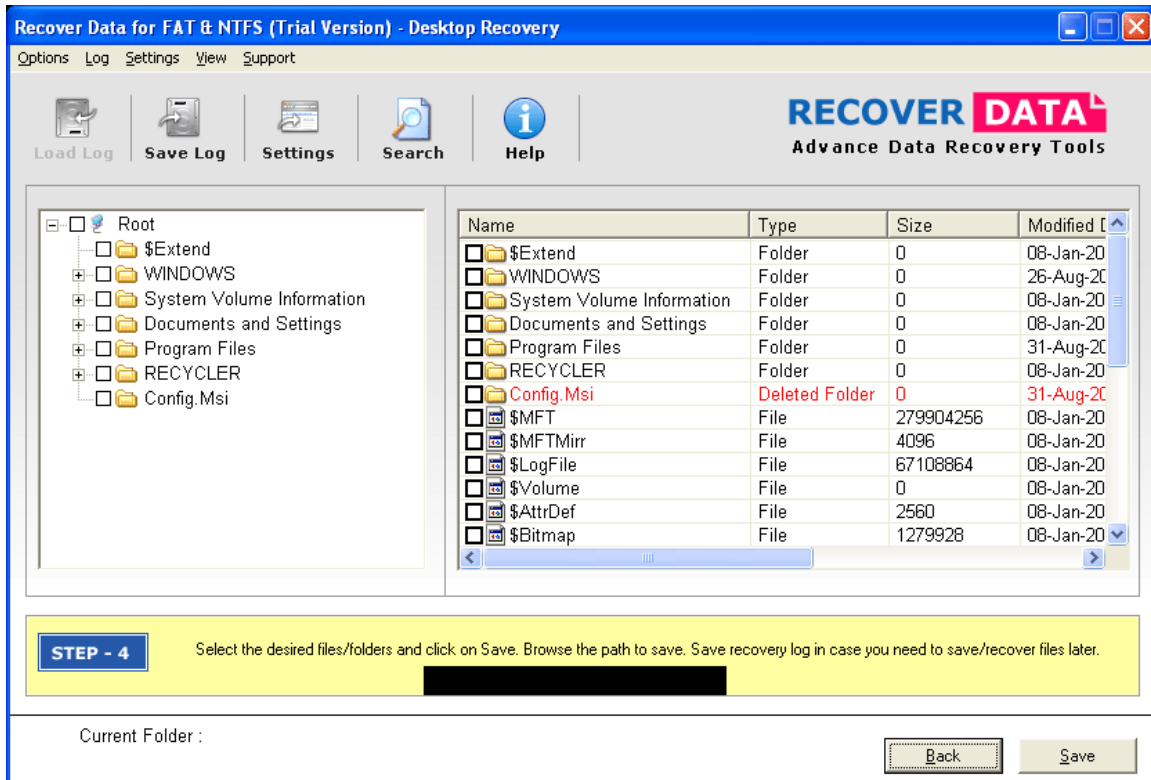 Recover Data for FAT & NTFS (Trial Version) - Desktop Recovery
Options Log Settings View Support
Load Log Save Log Settings Search Help
RECOVER DATA
Advance Data Recovery Tools
Root
$Extend
WINDOWS
System Volume Information
Documents and Settings
Program Files
RECYCLER
Config.Msi
Name Type Size Modified
$Extend Folder 0 08-Jan-20
WINDOWS Folder 0 26-Aug-20
System Volume Information Folder 0 08-Jan-20
Documents and Settings Folder 0 08-Jan-20
Program Files Folder 0 31-Aug-20
RECYCLER Folder 0 08-Jan-20
Config.Msi Deleted Folder 0 31-Aug-20
$MFT File 279904256 08-Jan-20
$MFTMirr File 4096 08-Jan-20
$LogFile File 67108864 08-Jan-20
$Volume File 0 08-Jan-20
$AttrDef File 2560 08-Jan-20
$Bitmap File 1279928 08-Jan-20
STEP - 4
Select the desired files/folders and click on Save. Browse the path to save. Save recovery log in case you need to save/recover files later.
Current Folder :
Back Save